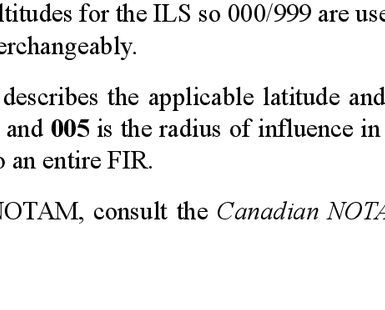 altitudes for the ILS so 000/999 are use
erchangeably.
describes the applicable latitude and
and 005 is the radius of influence in
o an entire FIR.
NOTAM, consult the Canadian NOTA